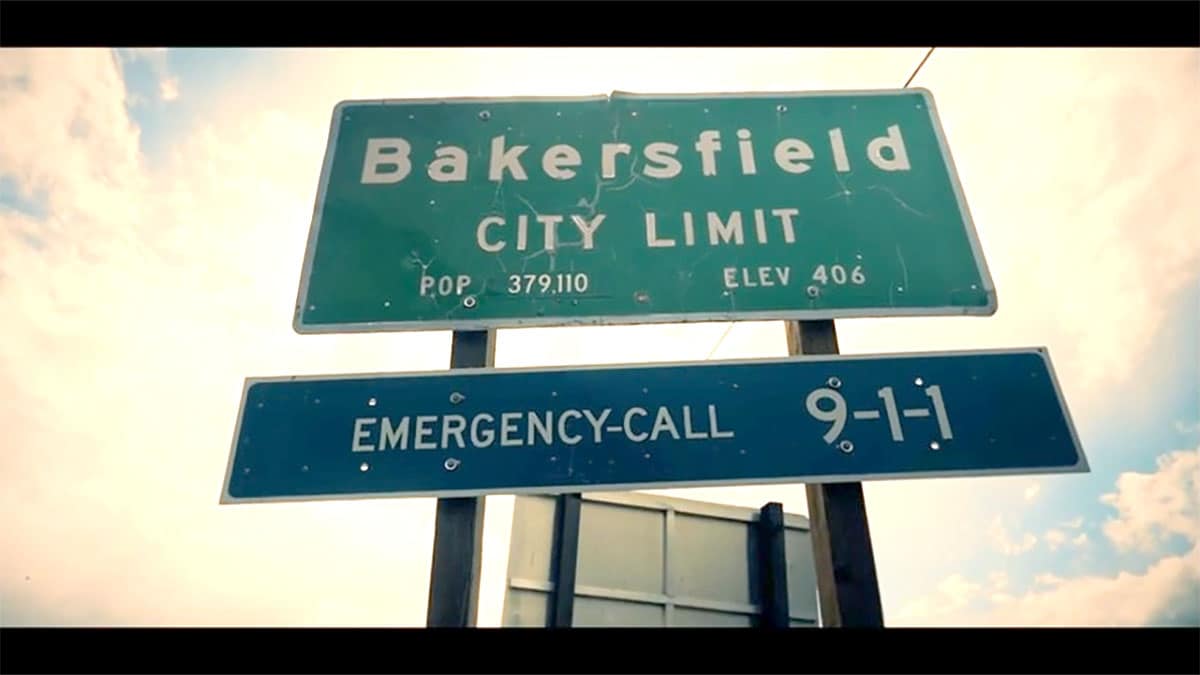 Bakersfield
CITY LIMIT
POP 379,110 ELEV 406
EMERGENCY-CALL 9-1-1